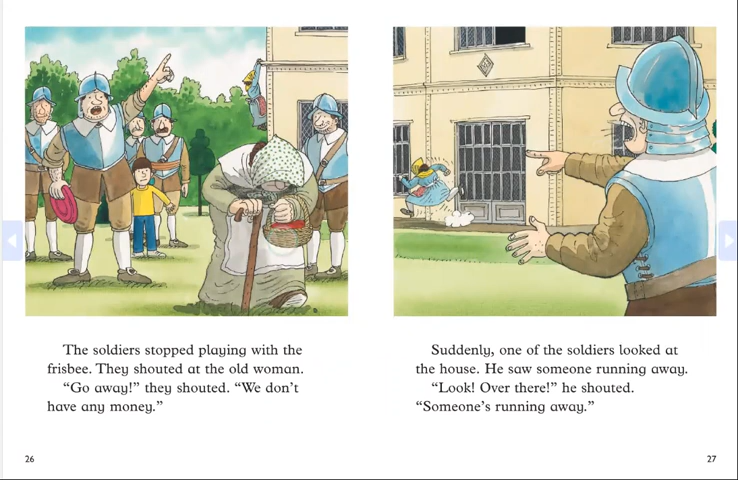 The soldiers stopped playing with the
frisbee. They shouted at the old woman.
“Go away!” they shouted. “We don’t
have any money.”
26
Suddenly, one of the soldiers looked at
the house. He saw someone running away.
“Look! Over there!” he shouted.
“Someone’s running away.”
27